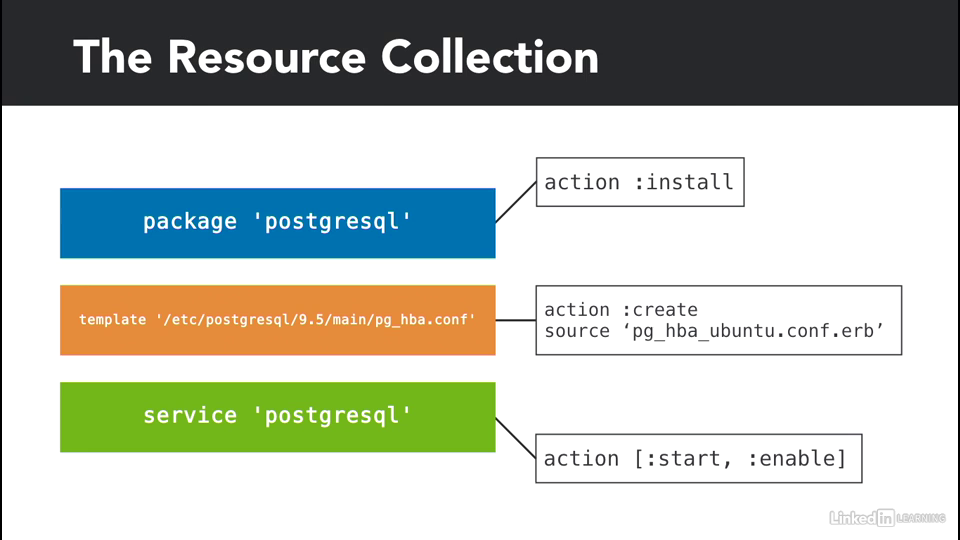 The Resource Collection
action :install
package 'postgresql'
action :create
source ‘pg_hba_ubuntu.conf.erb’
template '/etc/postgresql/9.5/main/pg_hba.conf'
service 'postgresql'
action [:start, :enable]
LinkedIn LEARNING